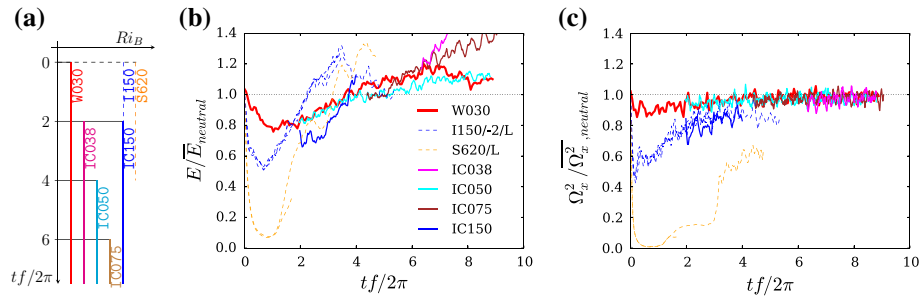 (a)
Ri_B
0
2
4
6
tf/2π
W030
IC038
IC050
IC075
I150
IC150
S620
(b)
E/\overline{E}_{neutral}
1.4
1.2
1.0
0.8
0.6
0.4
0.2
0.0
0 2 4 6 8 10
tf/2π
W030
I150/-2/L
S620/L
IC038
IC050
IC075
IC150
(c)
Ω_x^2/\overline{Ω_x^2}_{,neutral}
1.4
1.2
1.0
0.8
0.6
0.4
0.2
0.0
0 2 4 6 8 10
tf/2π